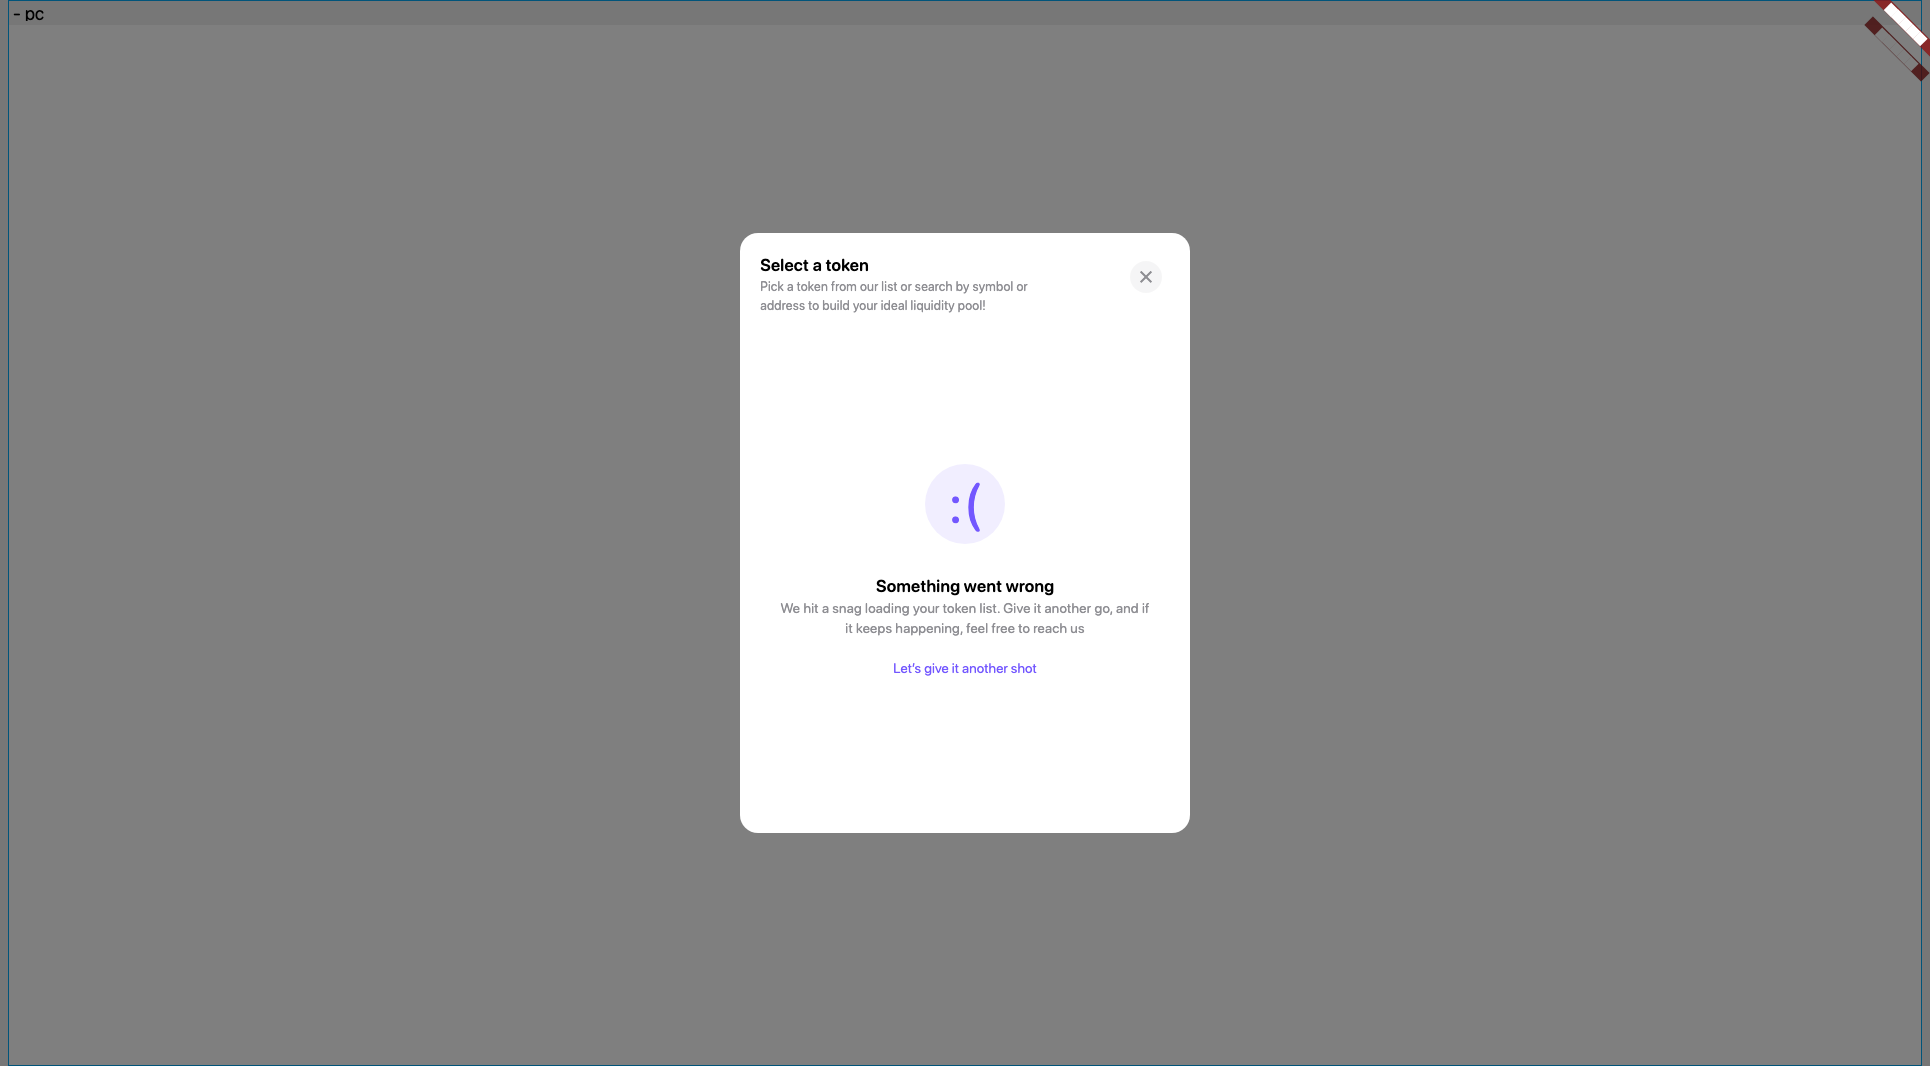 - pc
Select a token
Pick a token from our list or search by symbol or
address to build your ideal liquidity pool!
:(
Something went wrong
We hit a snag loading your token list. Give it another go, and if
it keeps happening, feel free to reach us
Let’s give it another shot